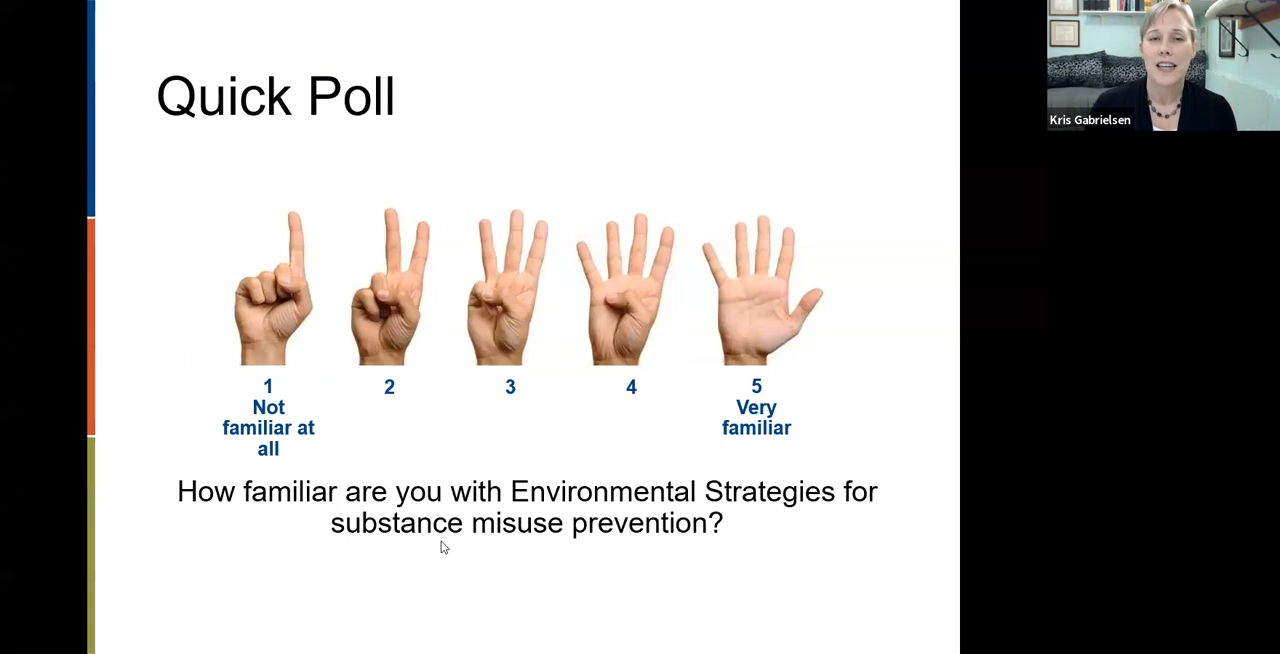 Quick Poll
Kris Gabrielsen
1
Not
familiar at
all
2
3
4
5
Very
familiar
How familiar are you with Environmental Strategies for
substance misuse prevention?